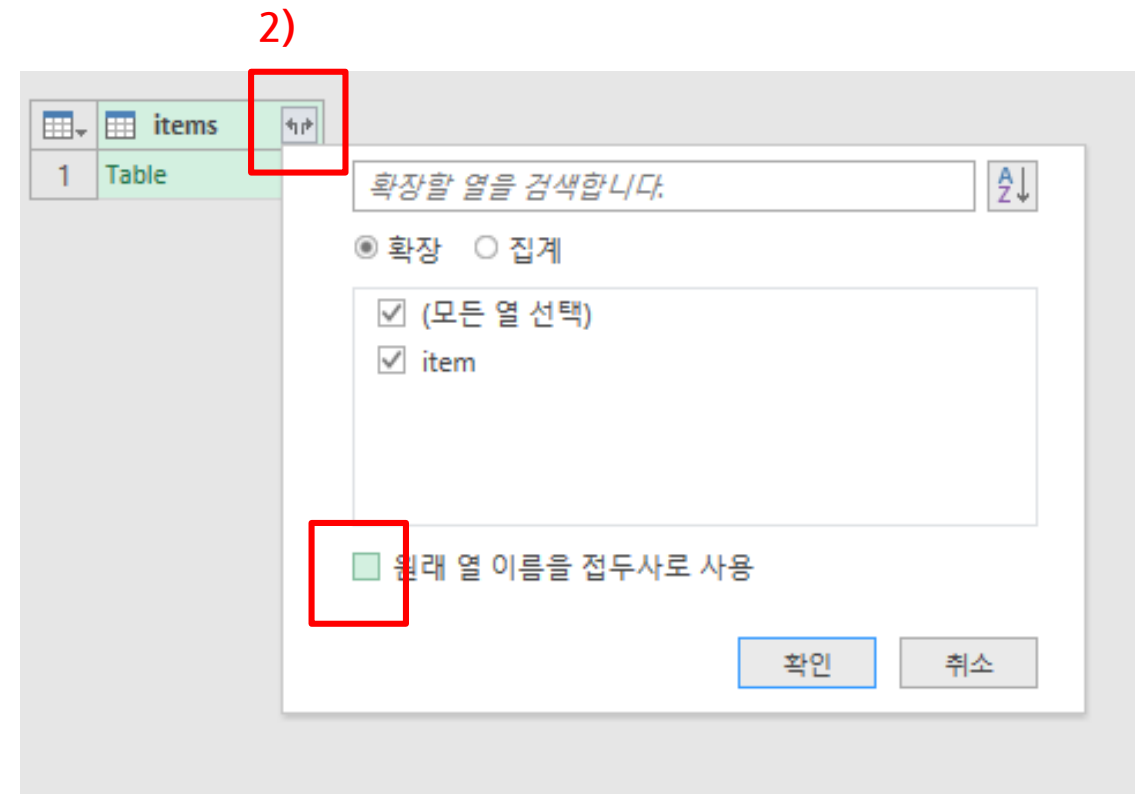 2)
items
1 Table
확장할 열을 검색합니다.
확장 집계
(모든 열 선택)
item
원래 열 이름을 접두사로 사용
확인 취소